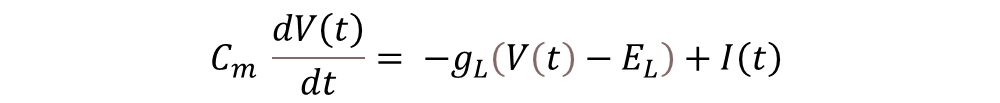 C_m dV(t)/dt = -g_L(V(t) − E_L) + I(t)